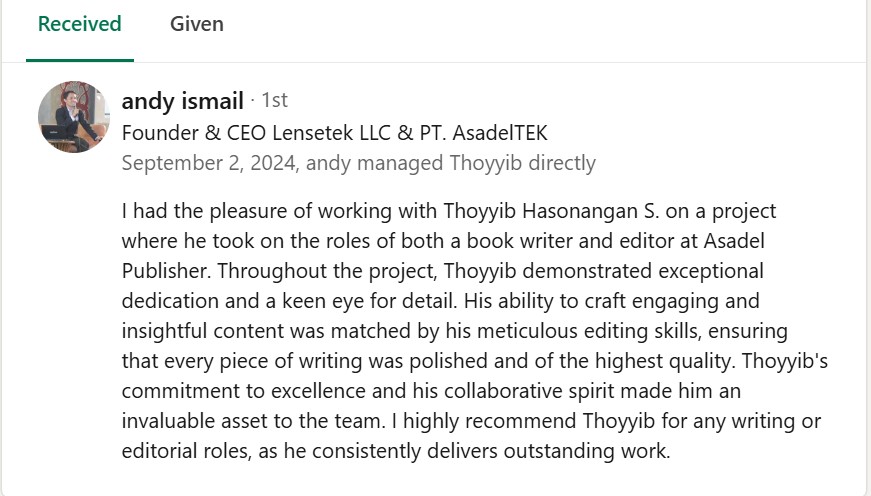 Received
Given
andy ismail · 1st
Founder & CEO Lensetek LLC & PT. AsadelTEK
September 2, 2024, andy managed Thoyyib directly
I had the pleasure of working with Thoyyib Hasonangan S. on a project
where he took on the roles of both a book writer and editor at Asadel
Publisher. Throughout the project, Thoyyib demonstrated exceptional
dedication and a keen eye for detail. His ability to craft engaging and
insightful content was matched by his meticulous editing skills, ensuring
that every piece of writing was polished and of the highest quality. Thoyyib's
commitment to excellence and his collaborative spirit made him an
invaluable asset to the team. I highly recommend Thoyyib for any writing or
editorial roles, as he consistently delivers outstanding work.